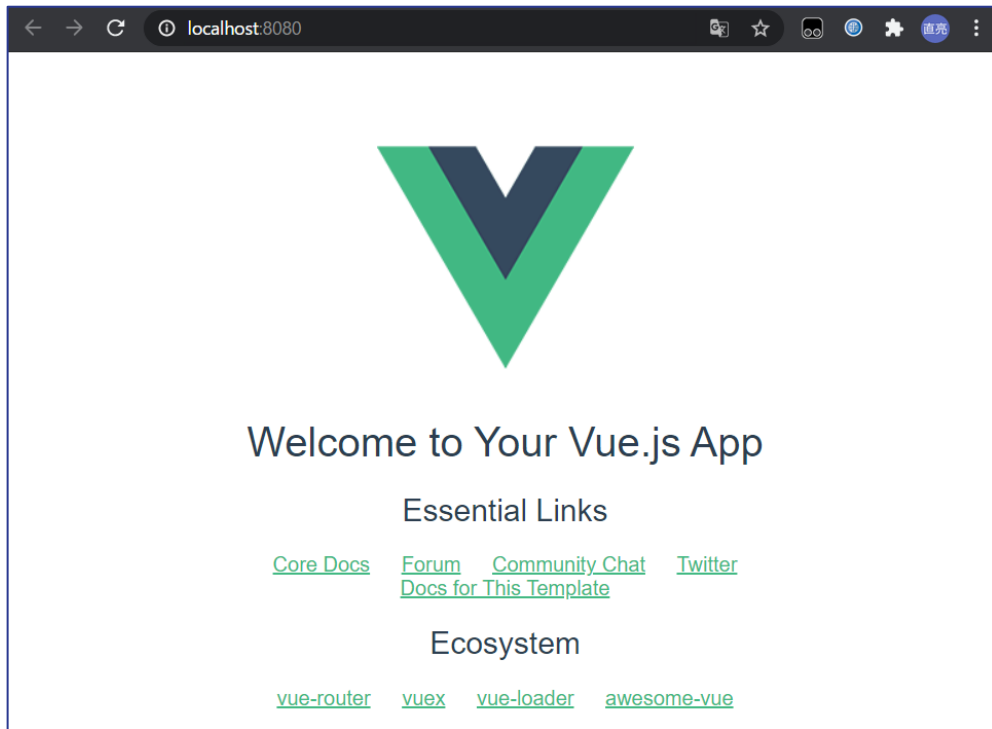 localhost:8080
直亮
Welcome to Your Vue.js App
Essential Links
Core Docs Forum Community Chat Twitter
Docs for This Template
Ecosystem
vue-router vuex vue-loader awesome-vue